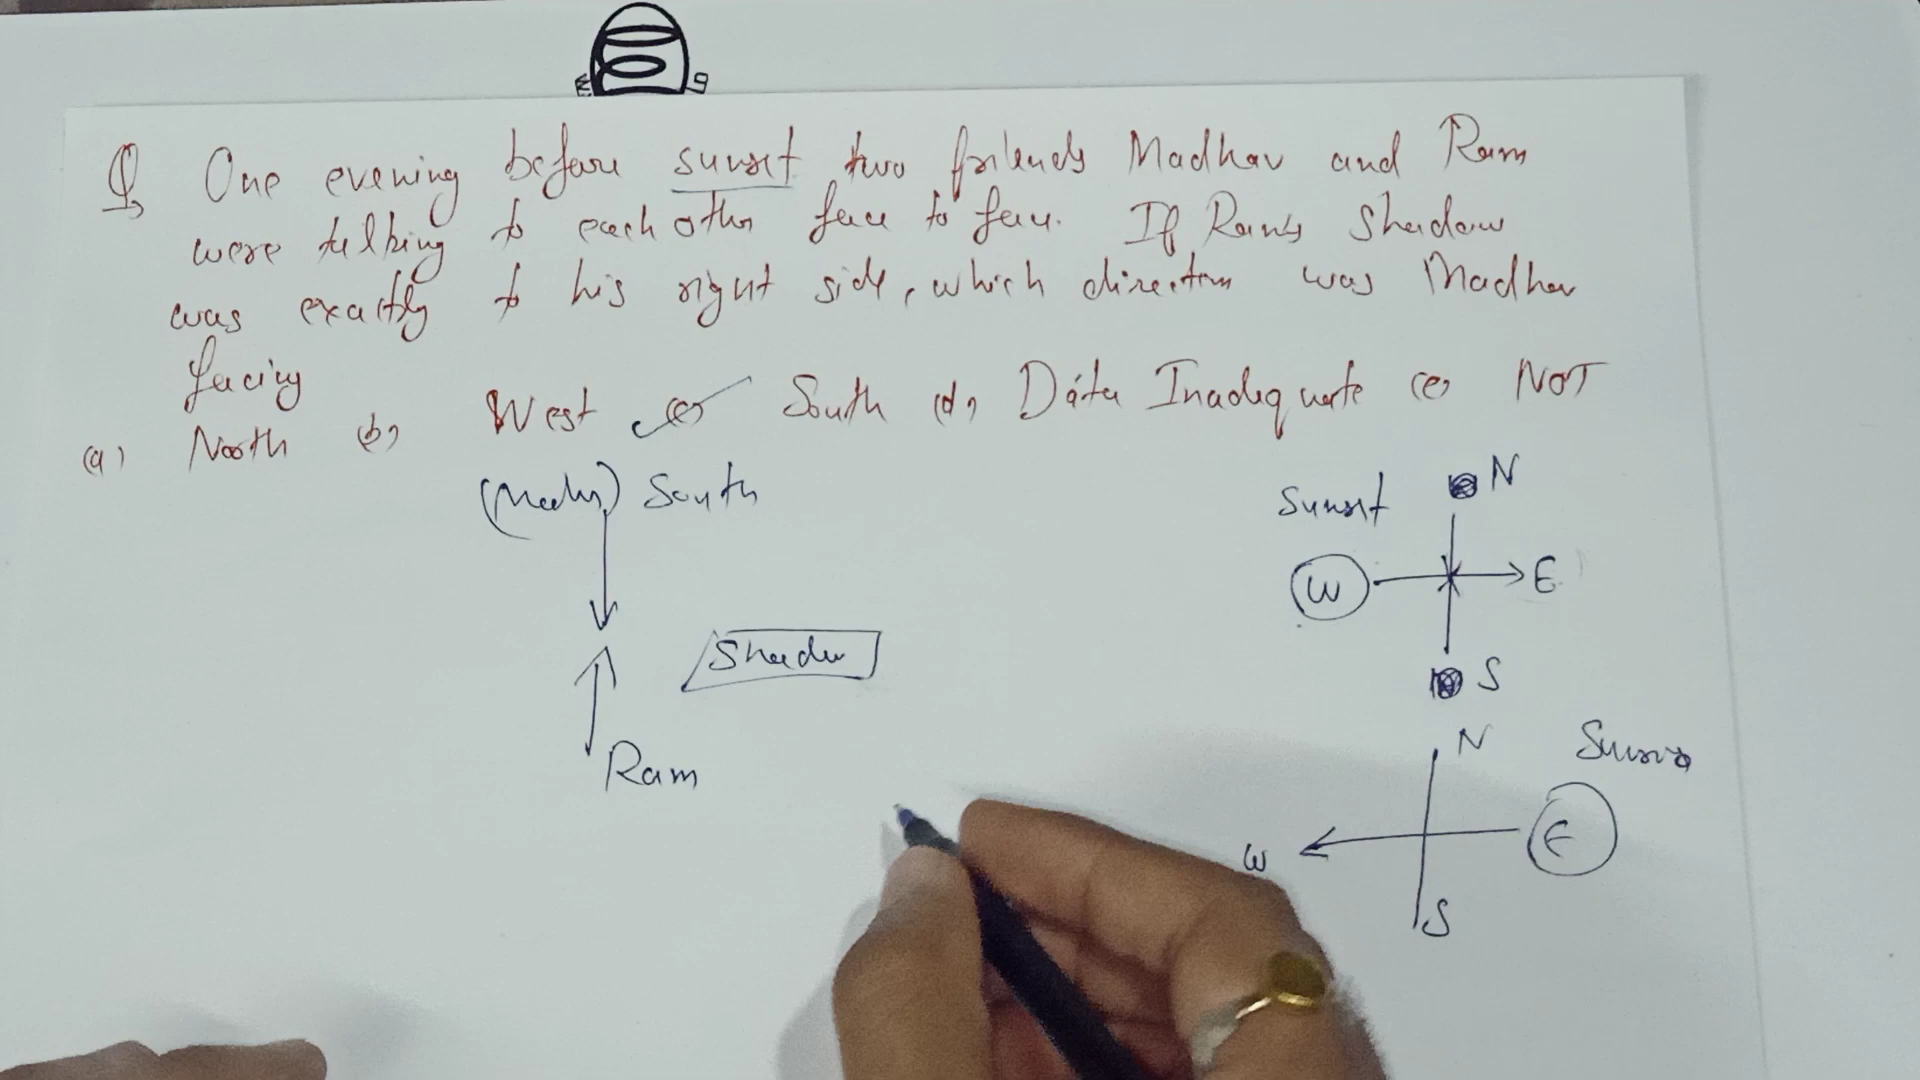 Q, One evening before sunset two friends Madhav and Ram
were talking to each other face to face. If Ram's Shadow
was exactly to his right side, which direction was Madhav
facing
(a) North (b) West (c) South (d) Data Inadequate (e) NOT
(Madhv) South
Sunset
N
W
E
S
Shadow
Ram
N
W
E
S